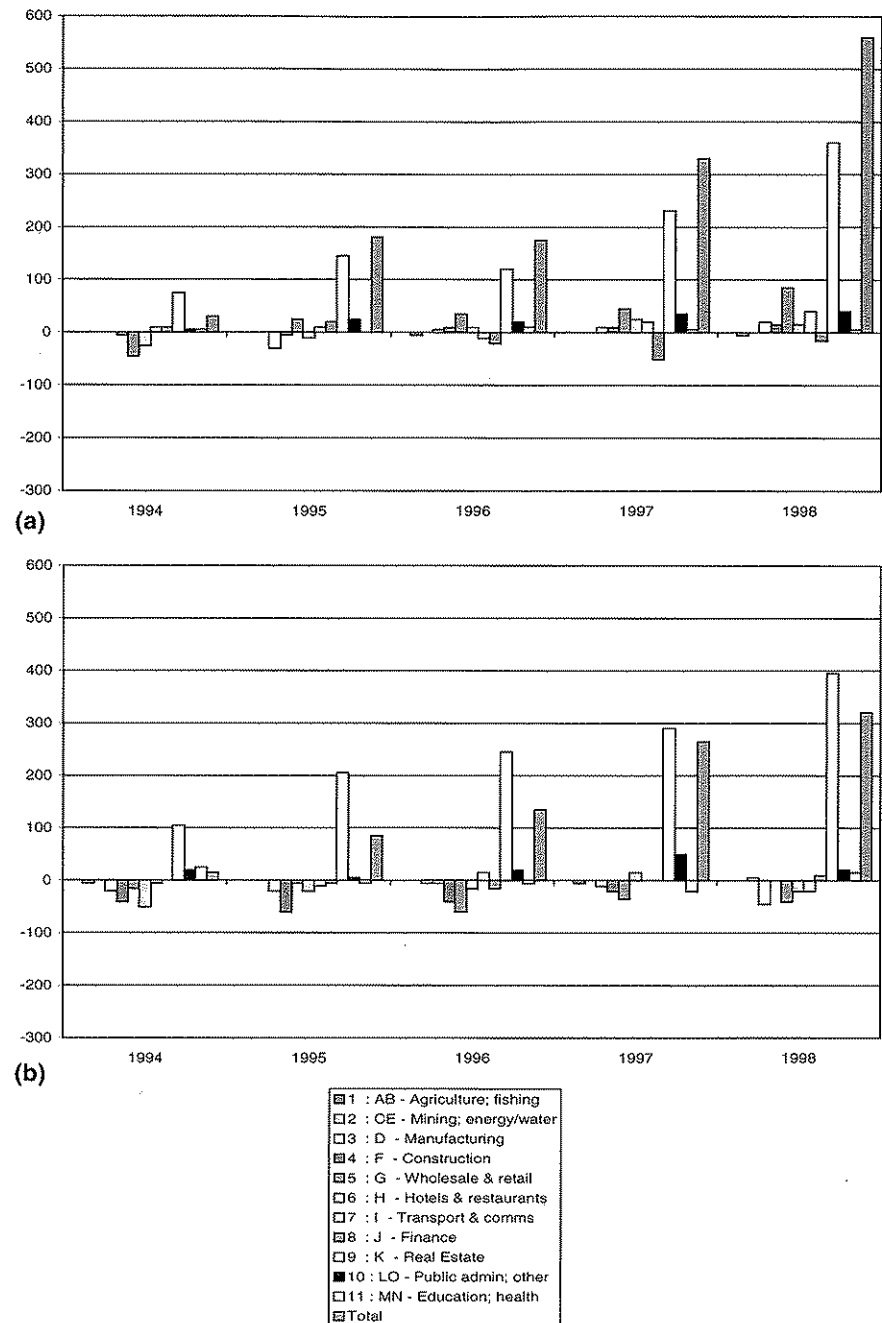 600
500
400
300
200
100
0
-100
-200
-300
1994 1995 1996 1997 1998
(a)
600
500
400
300
200
100
0
-100
-200
-300
1994 1995 1996 1997 1998
(b)
1 : AB - Agriculture; fishing
2 : CE - Mining; energy/water
3 : D - Manufacturing
4 : F - Construction
5 : G - Wholesale & retail
6 : H - Hotels & restaurants
7 : I - Transport & comms
8 : J - Finance
9 : K - Real Estate
10 : LO - Public admin; other
11 : MN - Education; health
Total